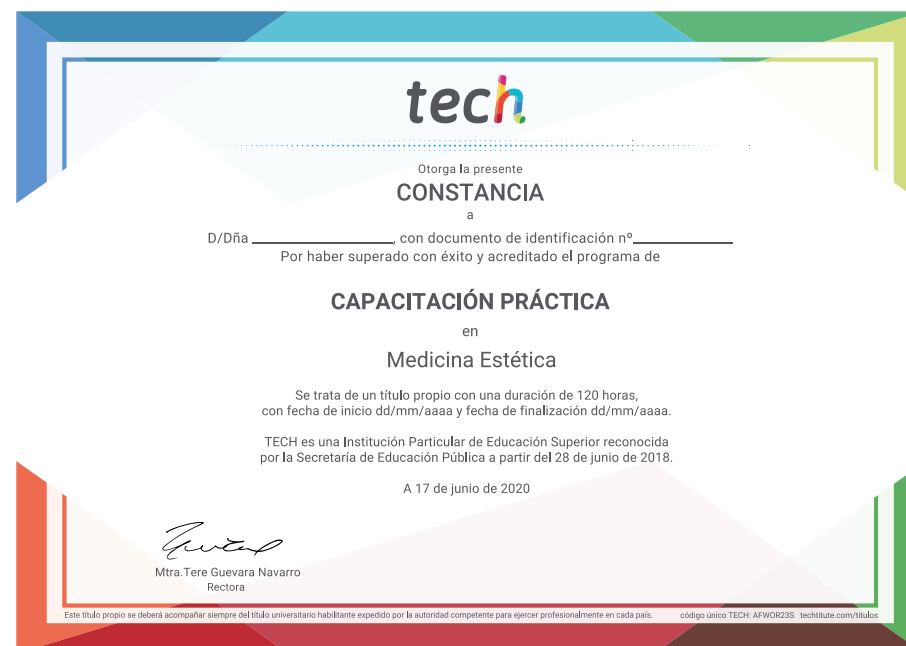 tech
Otorga la presente
CONSTANCIA
a
D/Dña ____________, con documento de identificación nº____________
Por haber superado con éxito y acreditado el programa de
CAPACITACIÓN PRÁCTICA
en
Medicina Estética
Se trata de un título propio con una duración de 120 horas,
con fecha de inicio dd/mm/aaaa y fecha de finalización dd/mm/aaaa.
TECH es una Institución Particular de Educación Superior reconocida
por la Secretaría de Educación Pública a partir del 28 de junio de 2018.
A 17 de junio de 2020
Mtra.Tere Guevara Navarro
Rectora
Este título propio se deberá acompañar siempre del título universitario habilitante expedido por la autoridad competente para ejercer profesionalmente en cada país. código único TECH: AFWOR23S techtitute.com/titulos